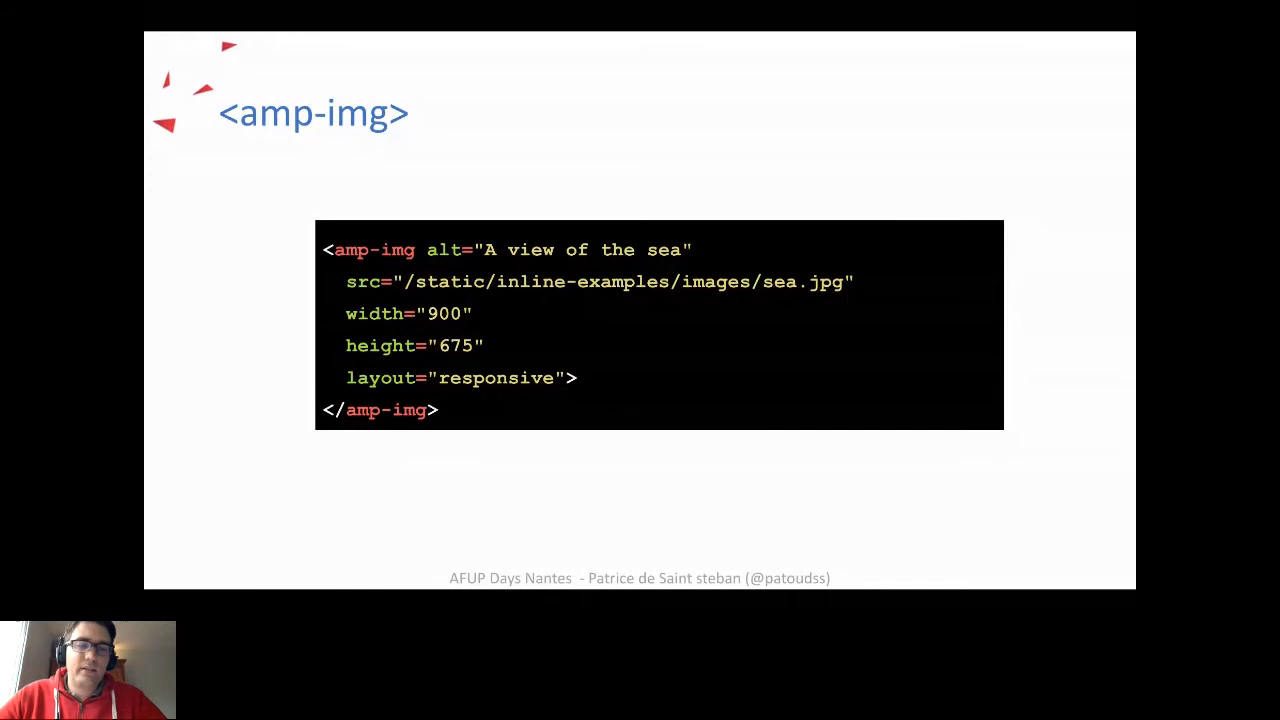 <amp-img>
<amp-img alt="A view of the sea"
src="/static/inline-examples/images/sea.jpg"
width="900"
height="675"
layout="responsive">
</amp-img>
AFUP Days Nantes - Patrice de Saint steban (@patoudss)